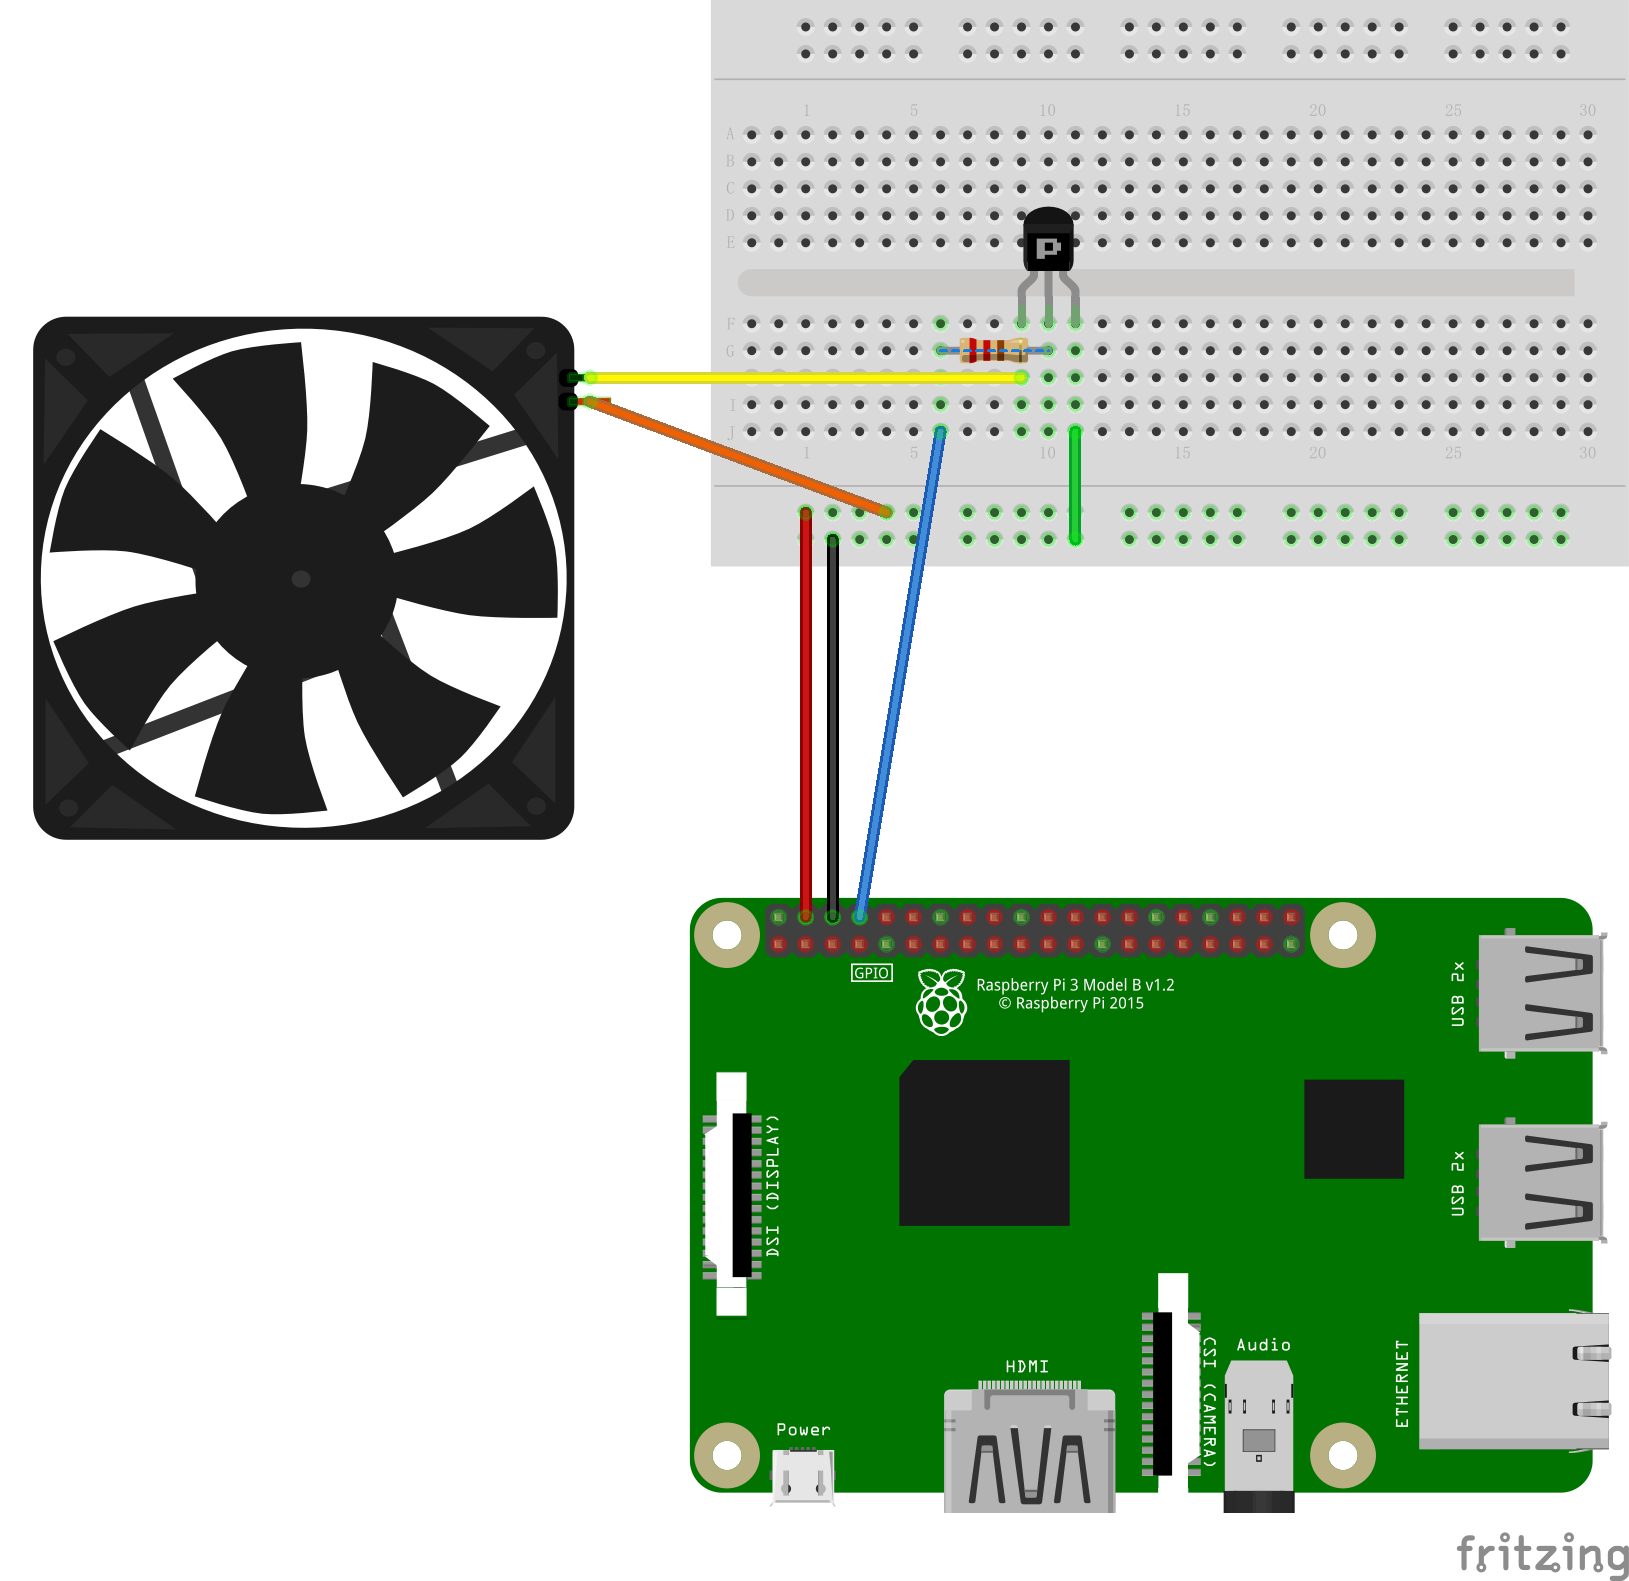 1 5 10 15 20 25 30
A
B
C
D
E
P
F
G
I
J
1 5 10 15 20 25 30
GPIO
Raspberry Pi 3 Model B v1.2
© Raspberry Pi 2015
USB 2x
DSI (DISPLAY)
USB 2x
Power
HDMI
CSI (CAMERA)
Audio
ETHERNET
fritzing